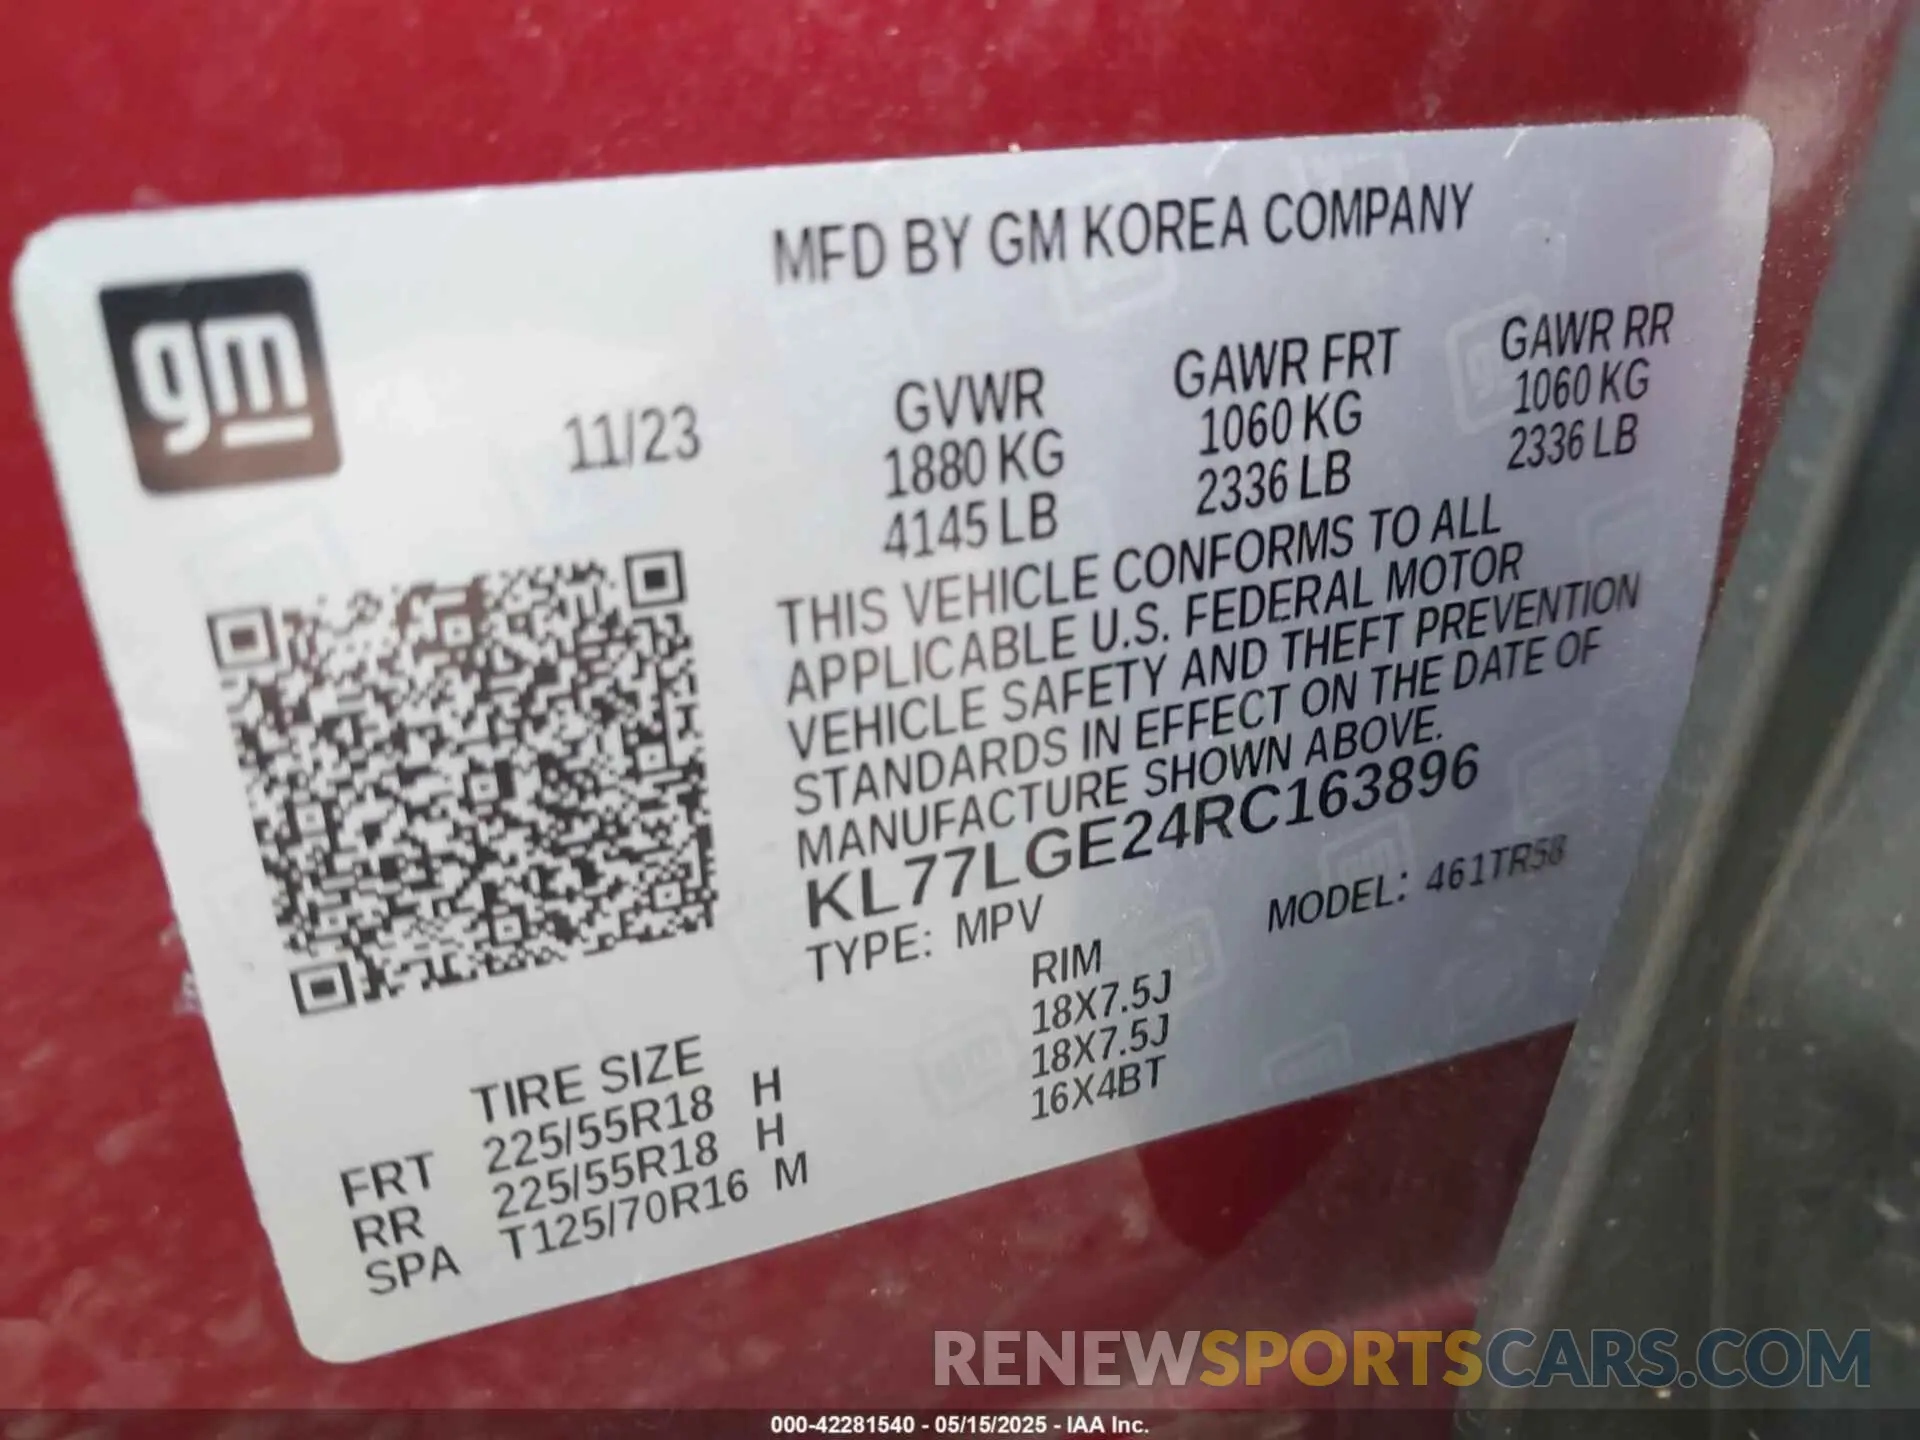 MFD BY GM KOREA COMPANY
gm
11/23
GVWR GAWR FRT GAWR RR
1880 KG 1060 KG 1060 KG
4145 LB 2336 LB 2336 LB
THIS VEHICLE CONFORMS TO ALL
APPLICABLE U.S. FEDERAL MOTOR
VEHICLE SAFETY AND THEFT PREVENTION
STANDARDS IN EFFECT ON THE DATE OF
MANUFACTURE SHOWN ABOVE.
KL77LGE24RC163896
TYPE: MPV MODEL: 461TR58
TIRE SIZE RIM
FRT 225/55R18 H 18X7.5J
RR 225/55R18 H 18X7.5J
SPA T125/70R16 M 16X4BT
RENEWSPORTSCARS.COM
000-42281540 - 05/15/2025 - IAA Inc.